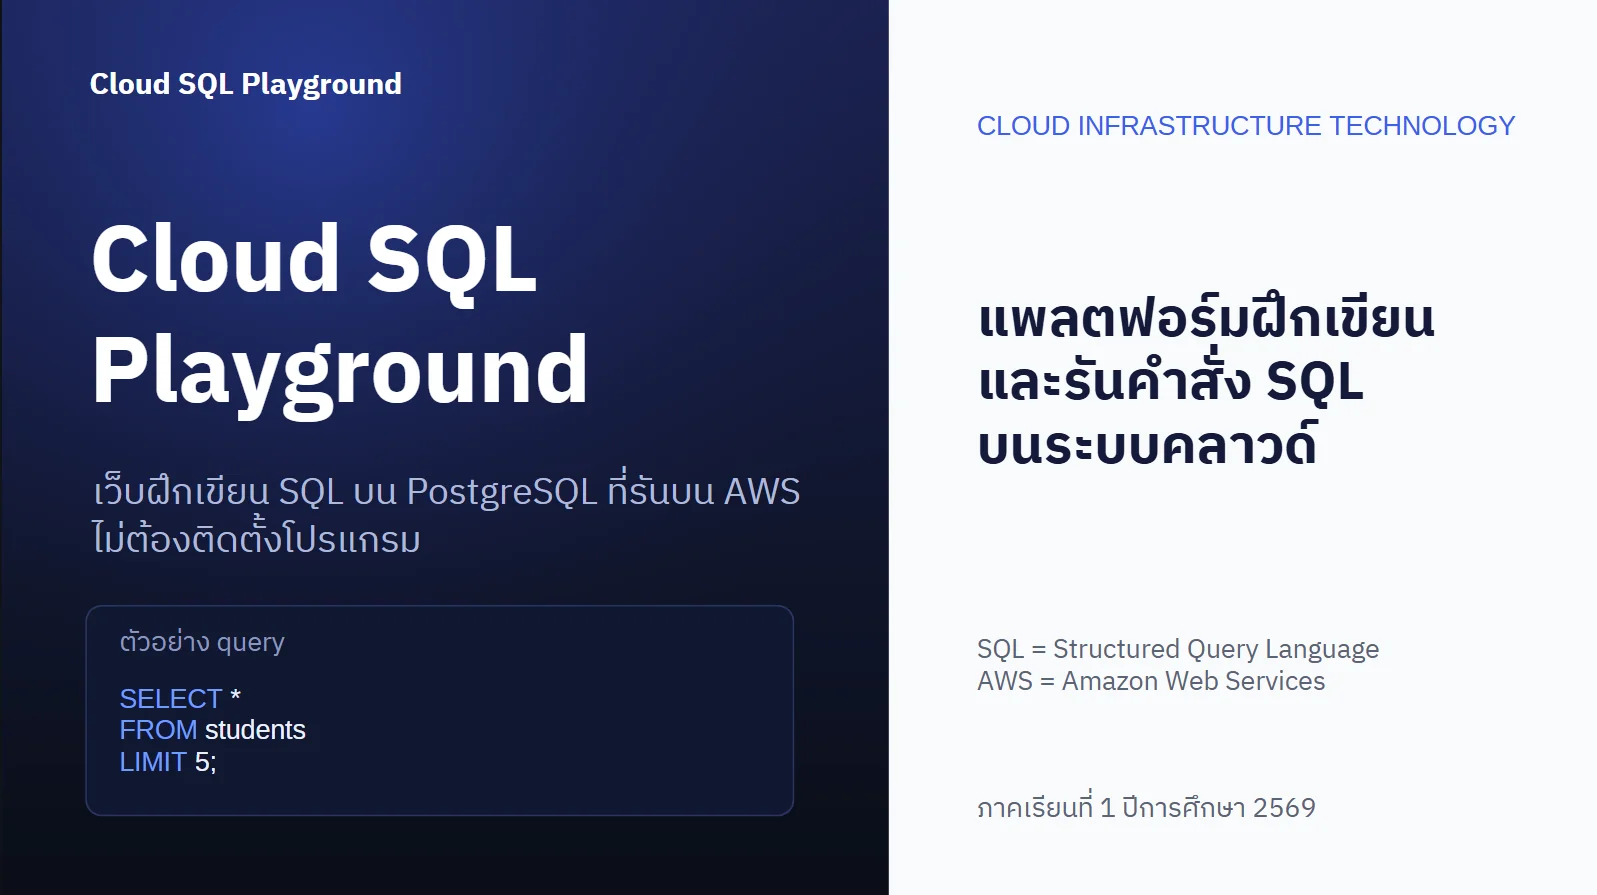 Cloud SQL Playground
Cloud SQL
Playground
เว็บฝึกเขียน SQL บน PostgreSQL ที่รันบน AWS
ไม่ต้องติดตั้งโปรแกรม
ตัวอย่าง query
SELECT *
FROM students
LIMIT 5;
CLOUD INFRASTRUCTURE TECHNOLOGY
แพลตฟอร์มฝึกเขียน
และรันคำสั่ง SQL
บนระบบคลาวด์
SQL = Structured Query Language
AWS = Amazon Web Services
ภาคเรียนที่ 1 ปีการศึกษา 2569